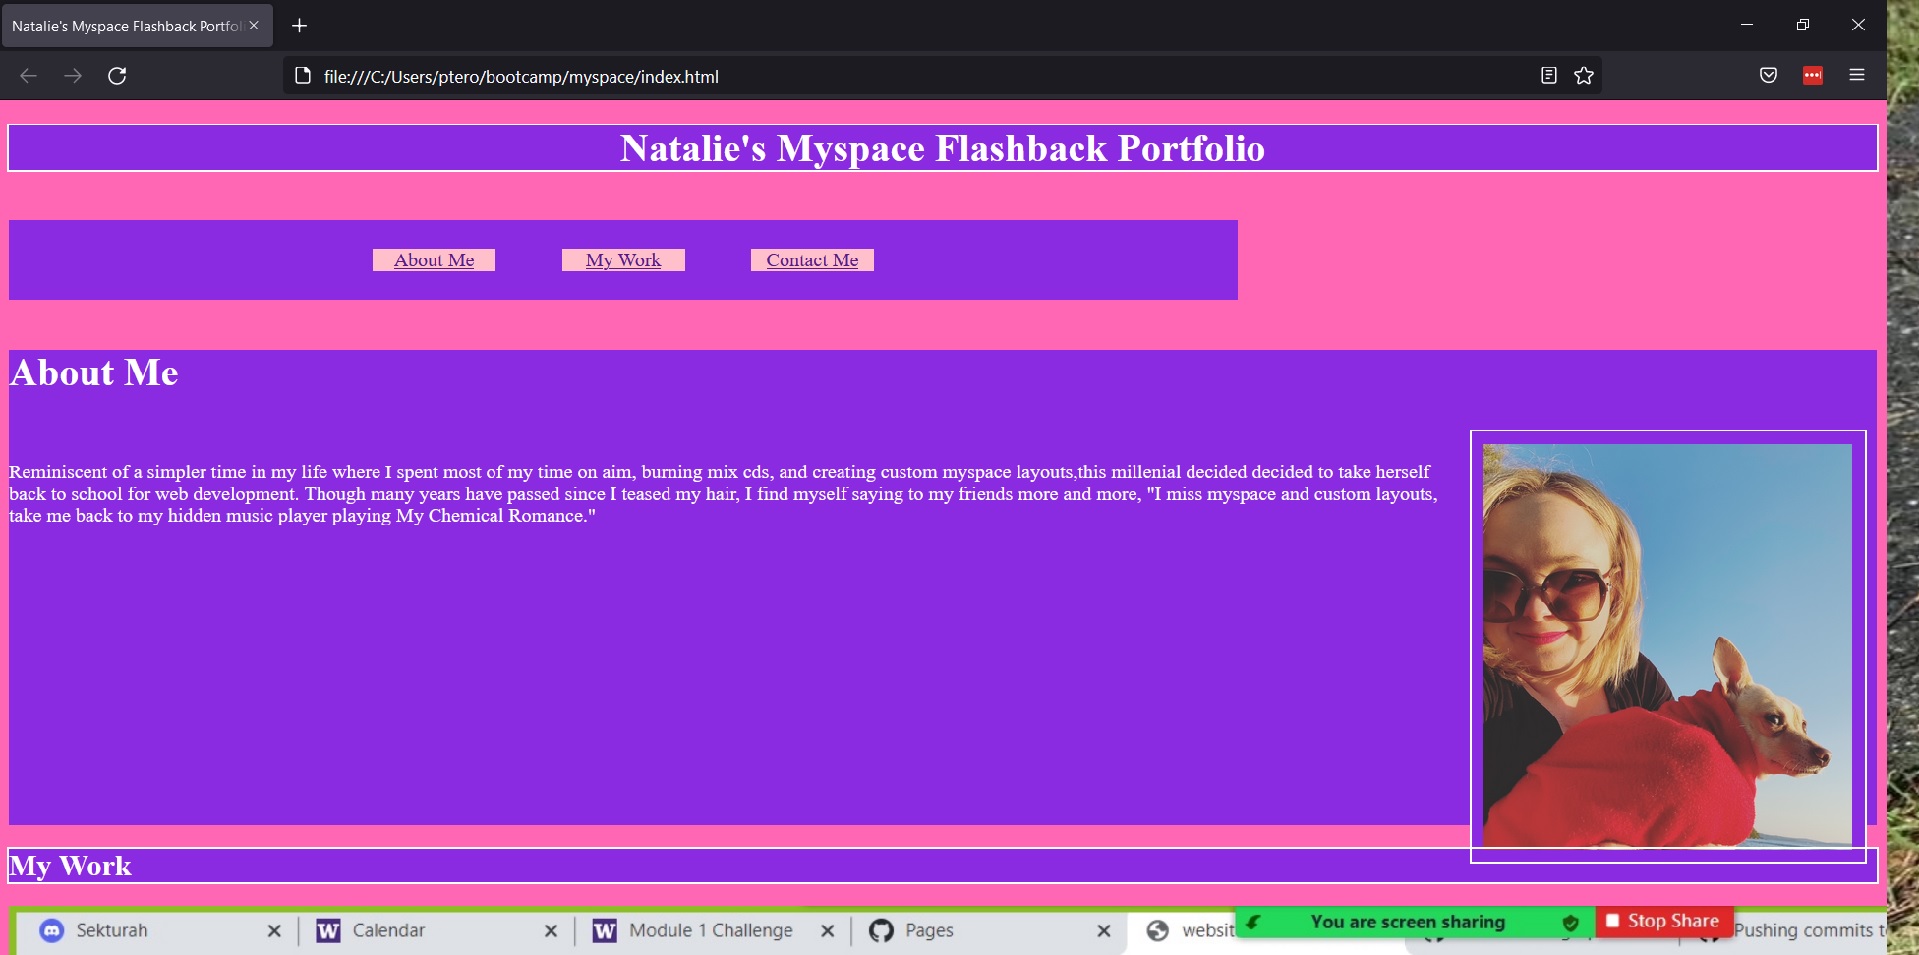 Natalie's Myspace Flashback Portfoli
file:///C:/Users/ptero/bootcamp/myspace/index.html
Natalie's Myspace Flashback Portfolio
About Me My Work Contact Me
About Me
Reminiscent of a simpler time in my life where I spent most of my time on aim, burning mix cds, and creating custom myspace layouts,this millenial decided decided to take herself
back to school for web development. Though many years have passed since I teased my hair, I find myself saying to my friends more and more, "I miss myspace and custom layouts,
take me back to my hidden music player playing My Chemical Romance."
My Work
Sekturah W Calendar W Module 1 Challenge Pages websit You are screen sharing Stop Share Pushing commits t